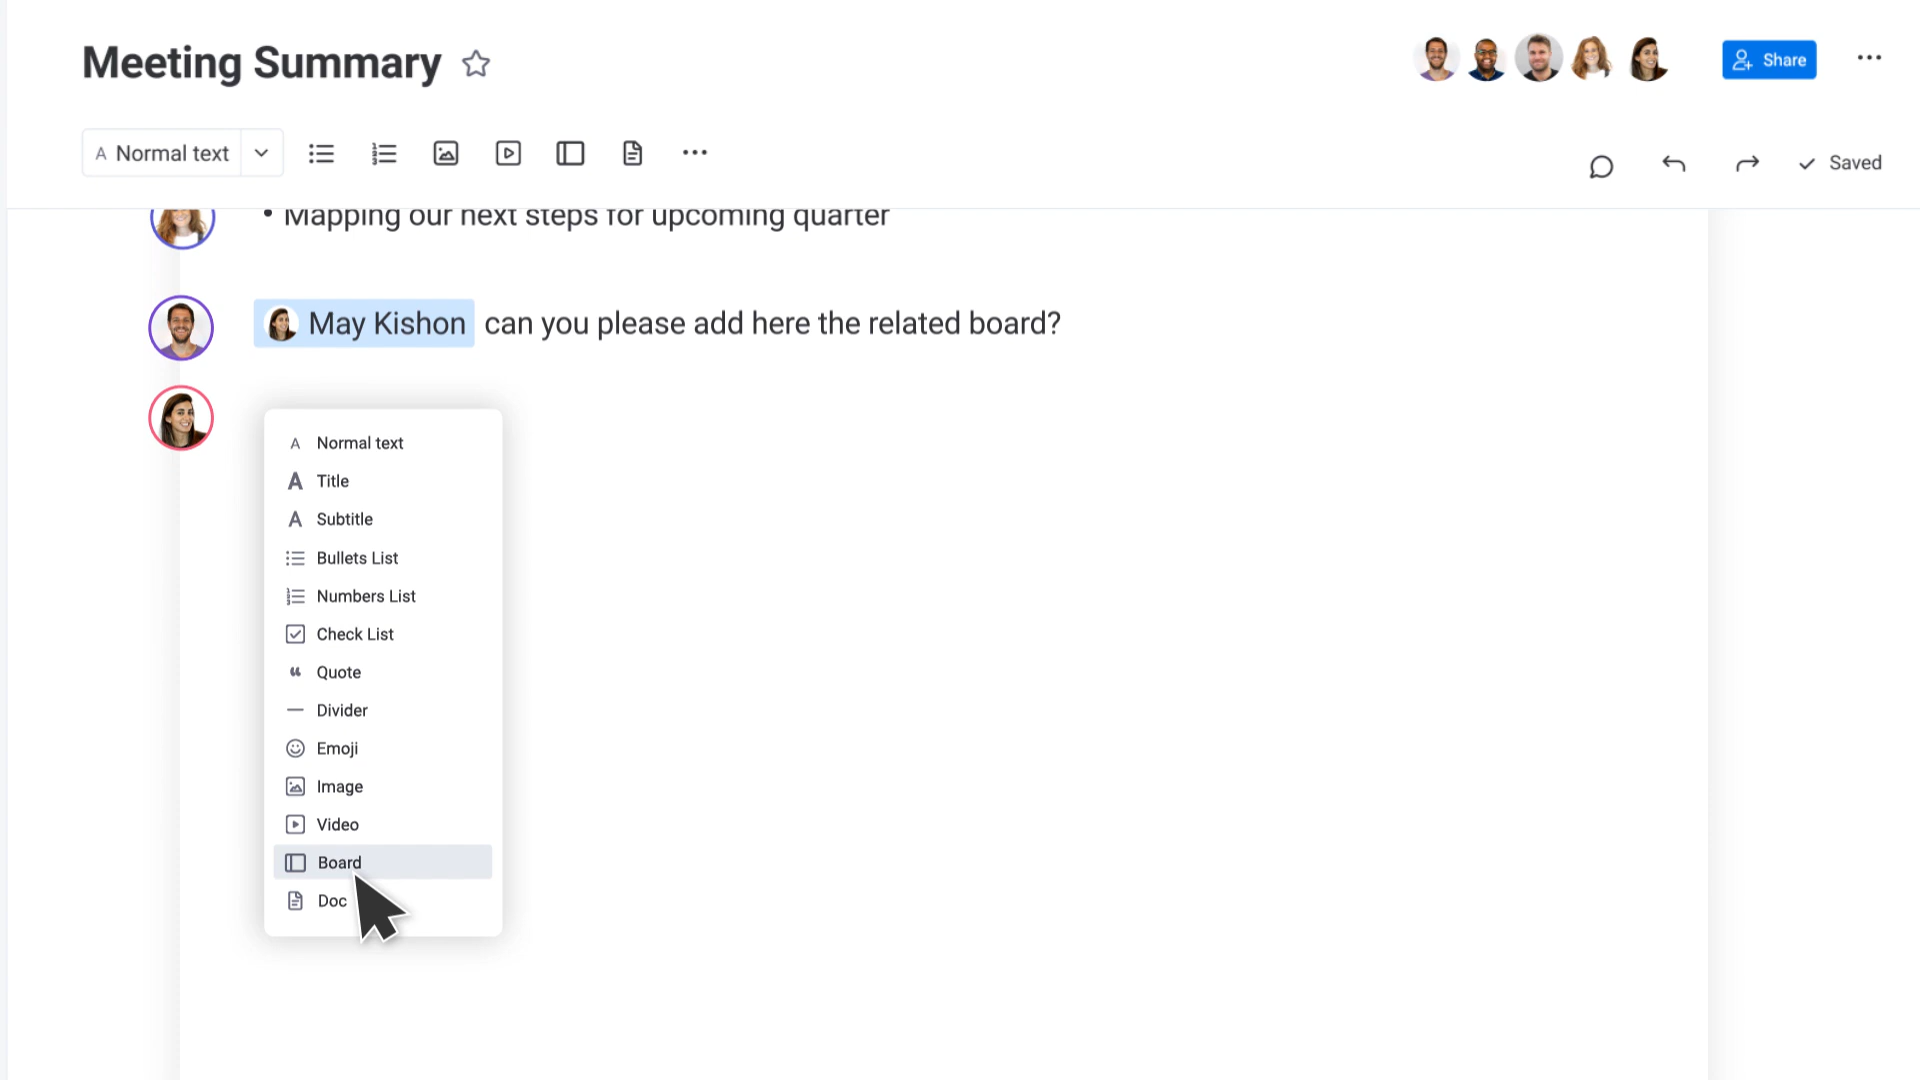 Meeting Summary
Share
Normal text
Saved
• Mapping our next steps for upcoming quarter
May Kishon can you please add here the related board?
Normal text
Title
Subtitle
Bullets List
Numbers List
Check List
Quote
Divider
Emoji
Image
Video
Board
Doc